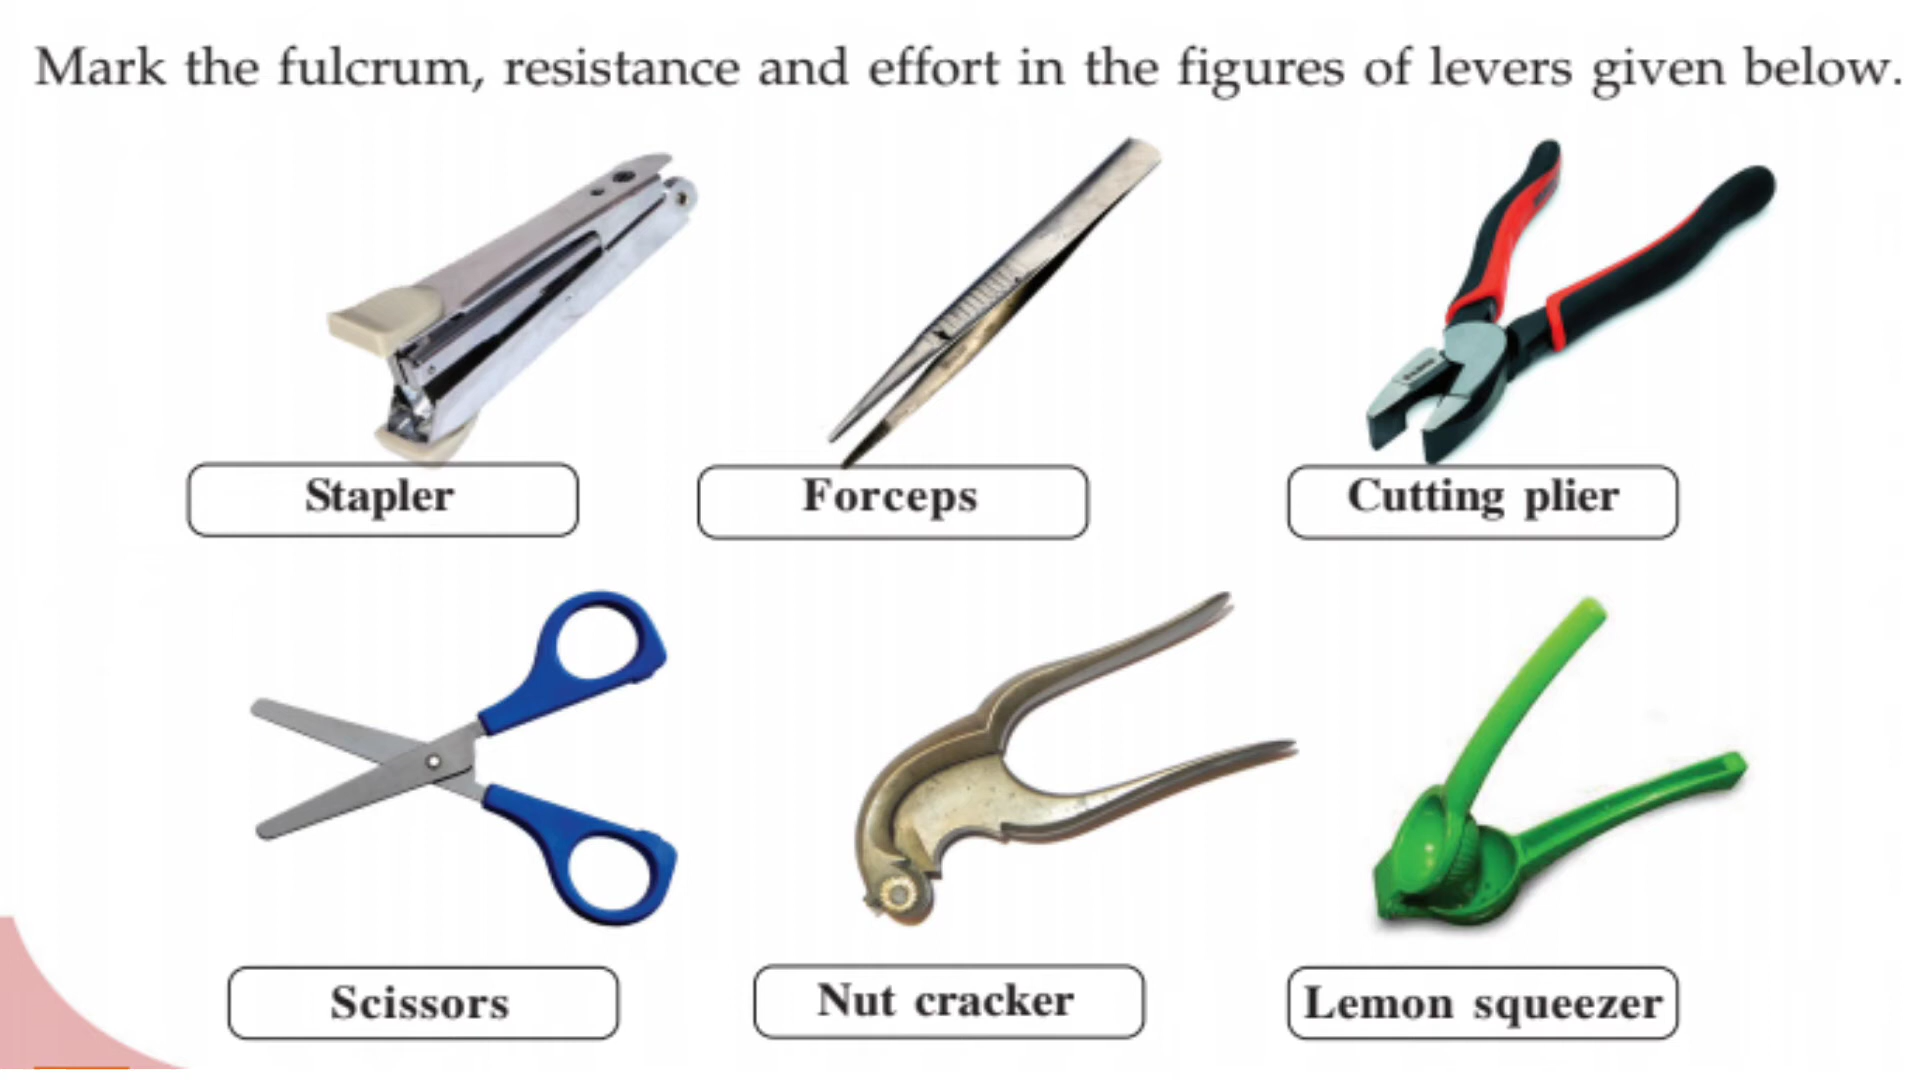 Mark the fulcrum, resistance and effort in the figures of levers given below.
Stapler
Forceps
Cutting plier
Scissors
Nut cracker
Lemon squeezer